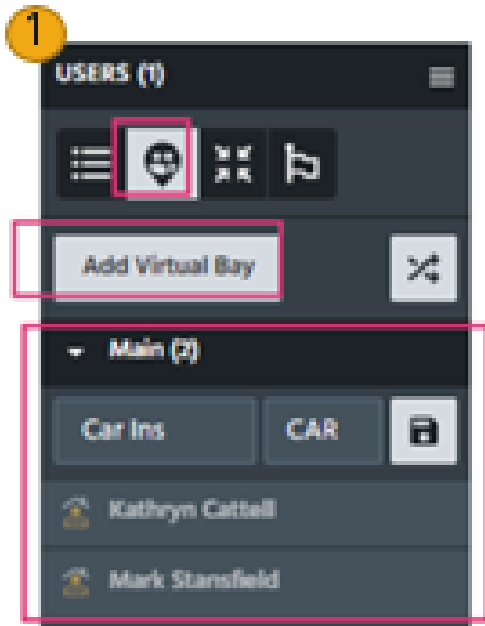 1
USERS (1)
Add Virtual Bay
Main (2)
Car Ins CAR
Kathryn Cattell
Mark Stansfield